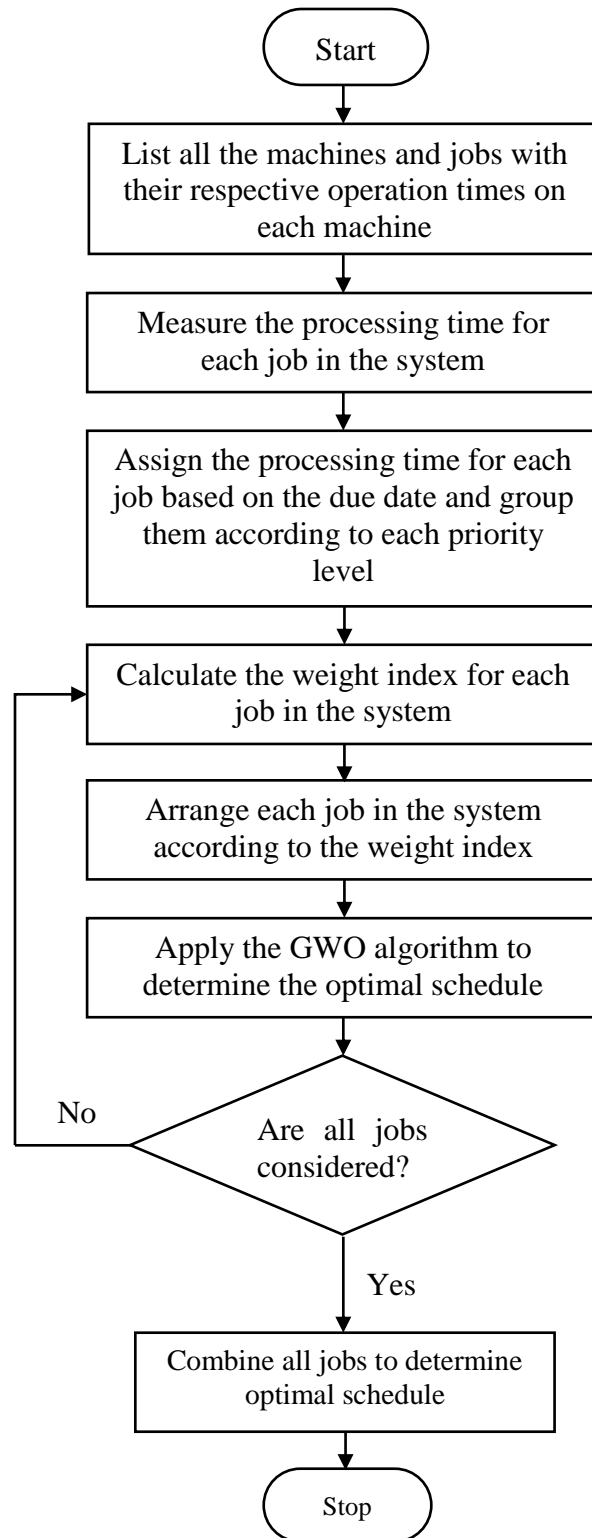 Start
List all the machines and jobs with
their respective operation times on
each machine
Measure the processing time for
each job in the system
Assign the processing time for each
job based on the due date and group
them according to each priority
level
Calculate the weight index for each
job in the system
Arrange each job in the system
according to the weight index
Apply the GWO algorithm to
determine the optimal schedule
No
Are all jobs
considered?
Yes
Combine all jobs to determine
optimal schedule
Stop